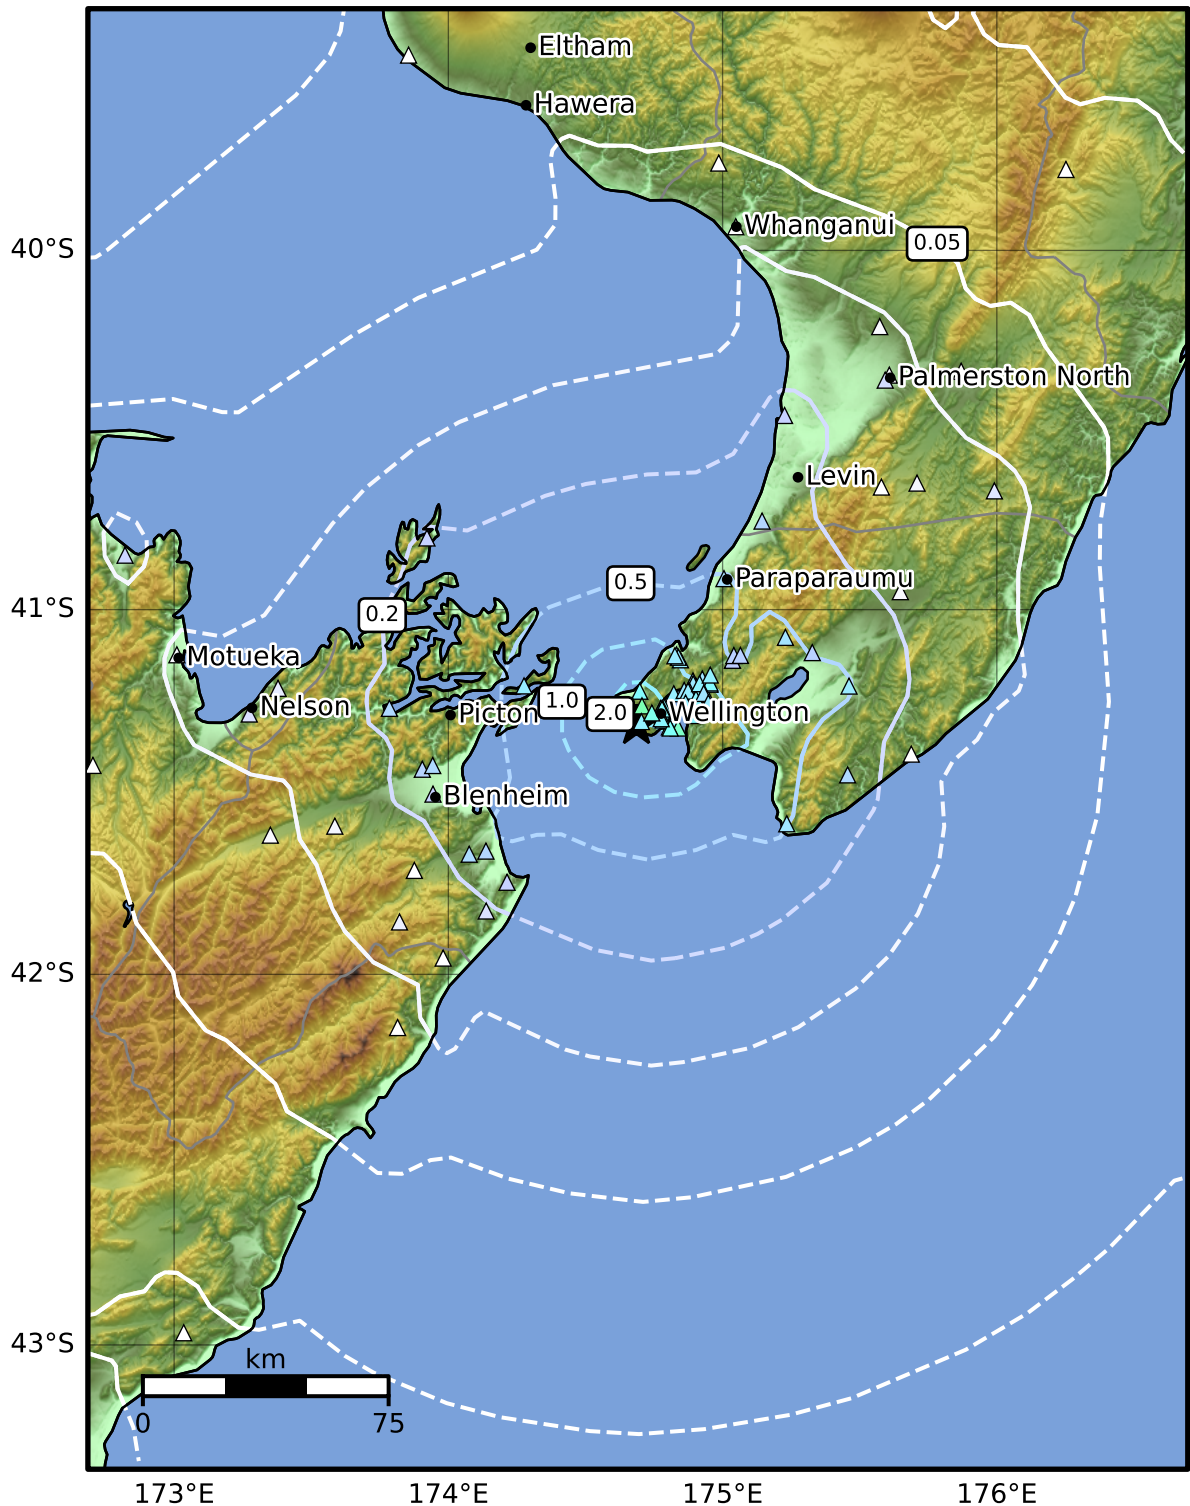 Eltham
Hawera
Whanganui
40°S
0.05
Palmerston North
Levin
Paraparaumu
0.5
41°S
0.2
Motueka
Nelson
Picton
1.0
2.0
Wellington
Blenheim
42°S
43°S
km
0
75
173°E
174°E
175°E
176°E